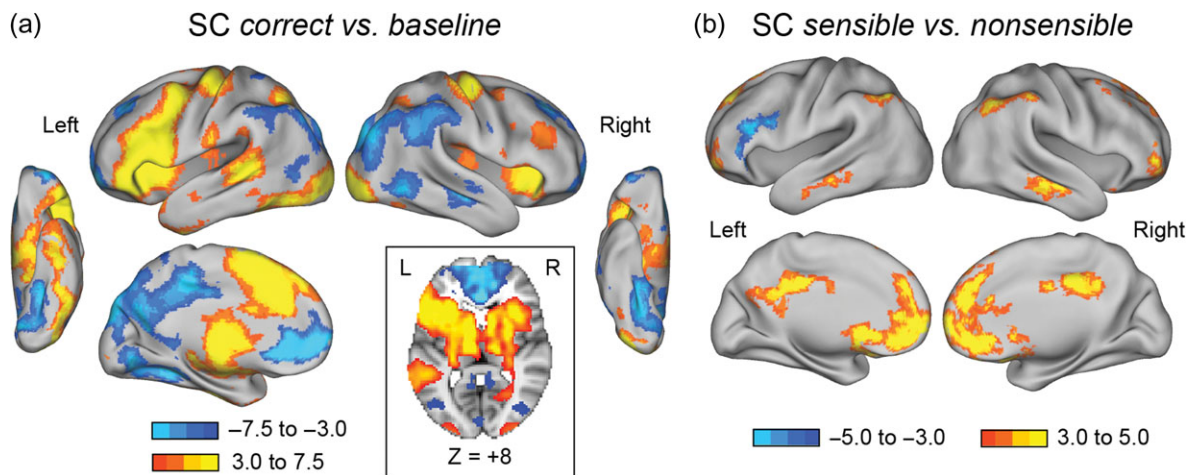 (a) SC correct vs. baseline
Left
Right
L R
Z = +8
–7.5 to –3.0
3.0 to 7.5
(b) SC sensible vs. nonsensible
Left
Right
–5.0 to –3.0
3.0 to 5.0